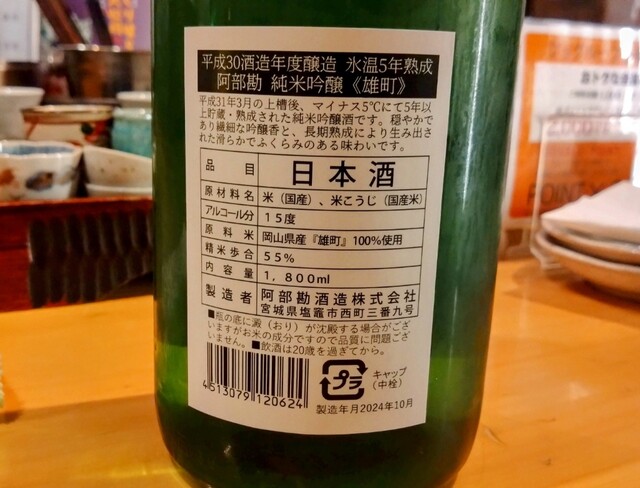 平成30酒造年度醸造 氷温5年熟成
阿部勘 純米吟醸《雄町》
平成31年3月の上槽後、マイナス5℃にて5年以
上貯蔵・熟成された純米吟醸酒です。穏やかで
あり繊細な吟醸香と、長期熟成により生み出され
た滑らかでふくらみのある味わいです。
品目 日本酒
原材料名 米（国産）、米こうじ（国産米）
アルコール分 15度
原料米 岡山県産『雄町』100%使用
精米歩合 55%
内容量 1,800ml
製造者 阿部勘酒造株式会社
宮城県塩竈市西町三番九号
■瓶の底に澱（おり）が沈殿する場合がござ
いますがお米の成分ですので品質に問題ござい
ません。■飲酒は20歳を過ぎてから。
4513079120624
プラ
キャップ
（中栓）
製造年月2024年10月